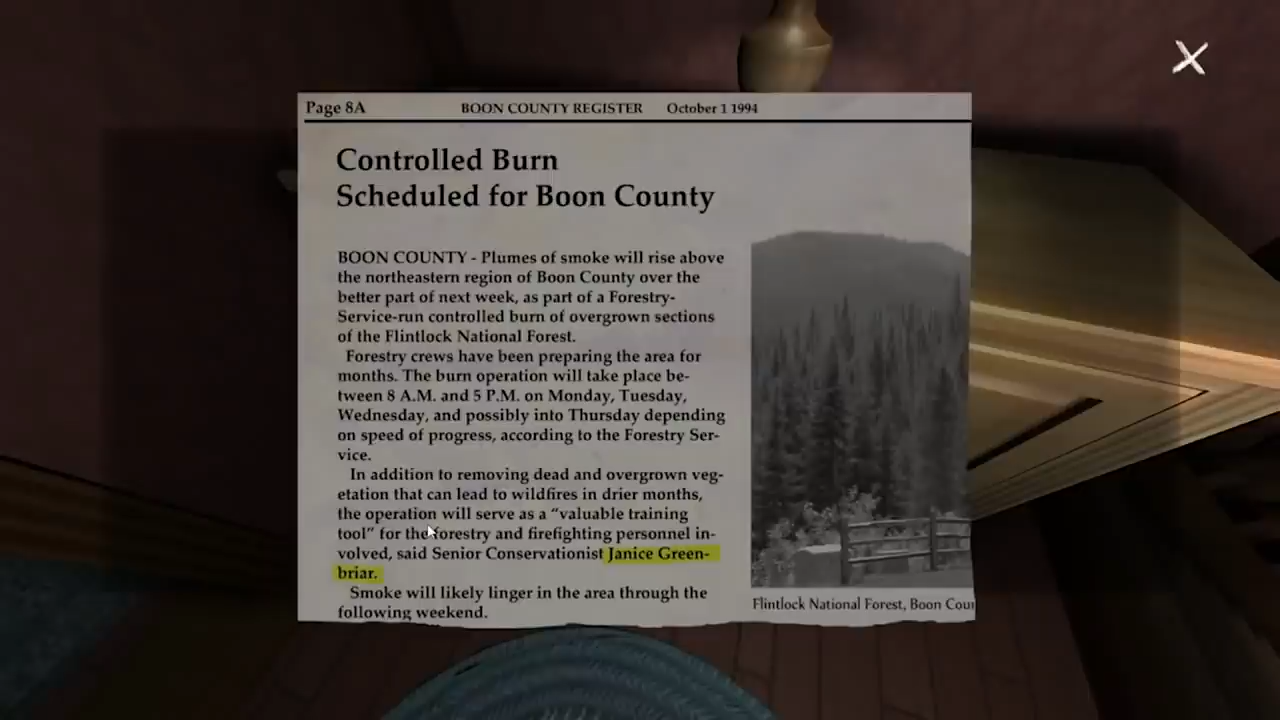 Page 8A BOON COUNTY REGISTER October 1 1994
Controlled Burn
Scheduled for Boon County
BOON COUNTY - Plumes of smoke will rise above
the northeastern region of Boon County over the
better part of next week, as part of a Forestry-
Service-run controlled burn of overgrown sections
of the Flintlock National Forest.
Forestry crews have been preparing the area for
months. The burn operation will take place be-
tween 8 A.M. and 5 P.M. on Monday, Tuesday,
Wednesday, and possibly into Thursday depending
on speed of progress, according to the Forestry Ser-
vice.
In addition to removing dead and overgrown veg-
etation that can lead to wildfires in drier months,
the operation will serve as a “valuable training
tool” for the forestry and firefighting personnel in-
volved, said Senior Conservationist Janice Green-
briar.
Smoke will likely linger in the area through the
following weekend.
Flintlock National Forest, Boon Cour